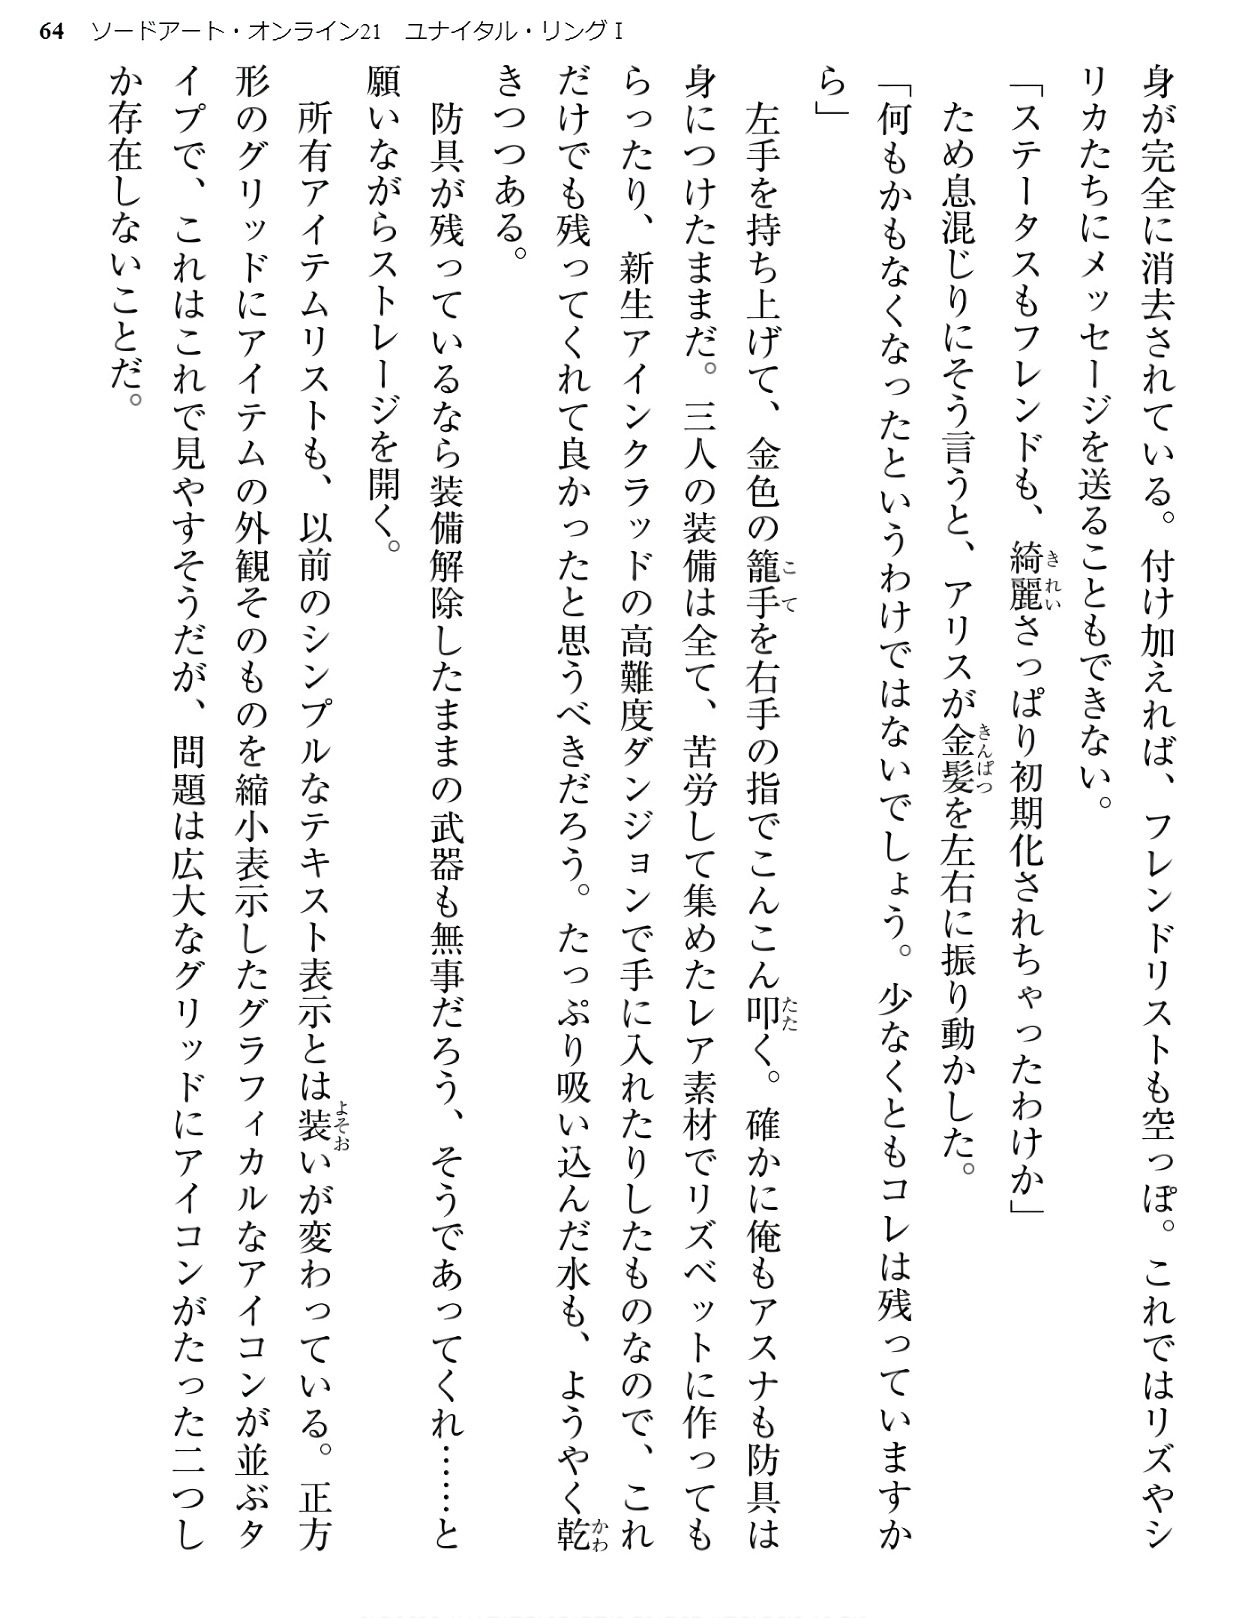 64 ソードアート・オンライン21　ユナイタル・リングⅠ
身が完全に消去されている。付け加えれば、フレンドリストも空っぽ。これではリズやシ
リカたちにメッセージを送ることもできない。
「ステータスもフレンドも、綺麗さっぱり初期化されちゃったわけか」
　ため息混じりにそう言うと、アリスが金髪を左右に振り動かした。
「何もかもなくなったというわけではないでしょう。少なくともコレは残っていますか
ら」
　左手を持ち上げて、金色の籠手を右手の指でこんこん叩く。確かに俺もアスナも防具は
身につけたままだ。三人の装備は全て、苦労して集めたレア素材でリズベットに作っても
らったり、新生アインクラッドの高難度ダンジョンで手に入れたりしたものなので、これ
だけでも残ってくれて良かったと思うべきだろう。たっぷり吸い込んだ水も、ようやく乾
きつつある。
　防具が残っているなら装備解除したままの武器も無事だろう、そうであってくれ……と
願いながらストレージを開く。
　所有アイテムリストも、以前のシンプルなテキスト表示とは装いが変わっている。正方
形のグリッドにアイテムの外観そのものを縮小表示したグラフィカルなアイコンが並ぶタ
イプで、これはこれで見やすそうだが、問題は広大なグリッドにアイコンがたった二つし
か存在しないことだ。